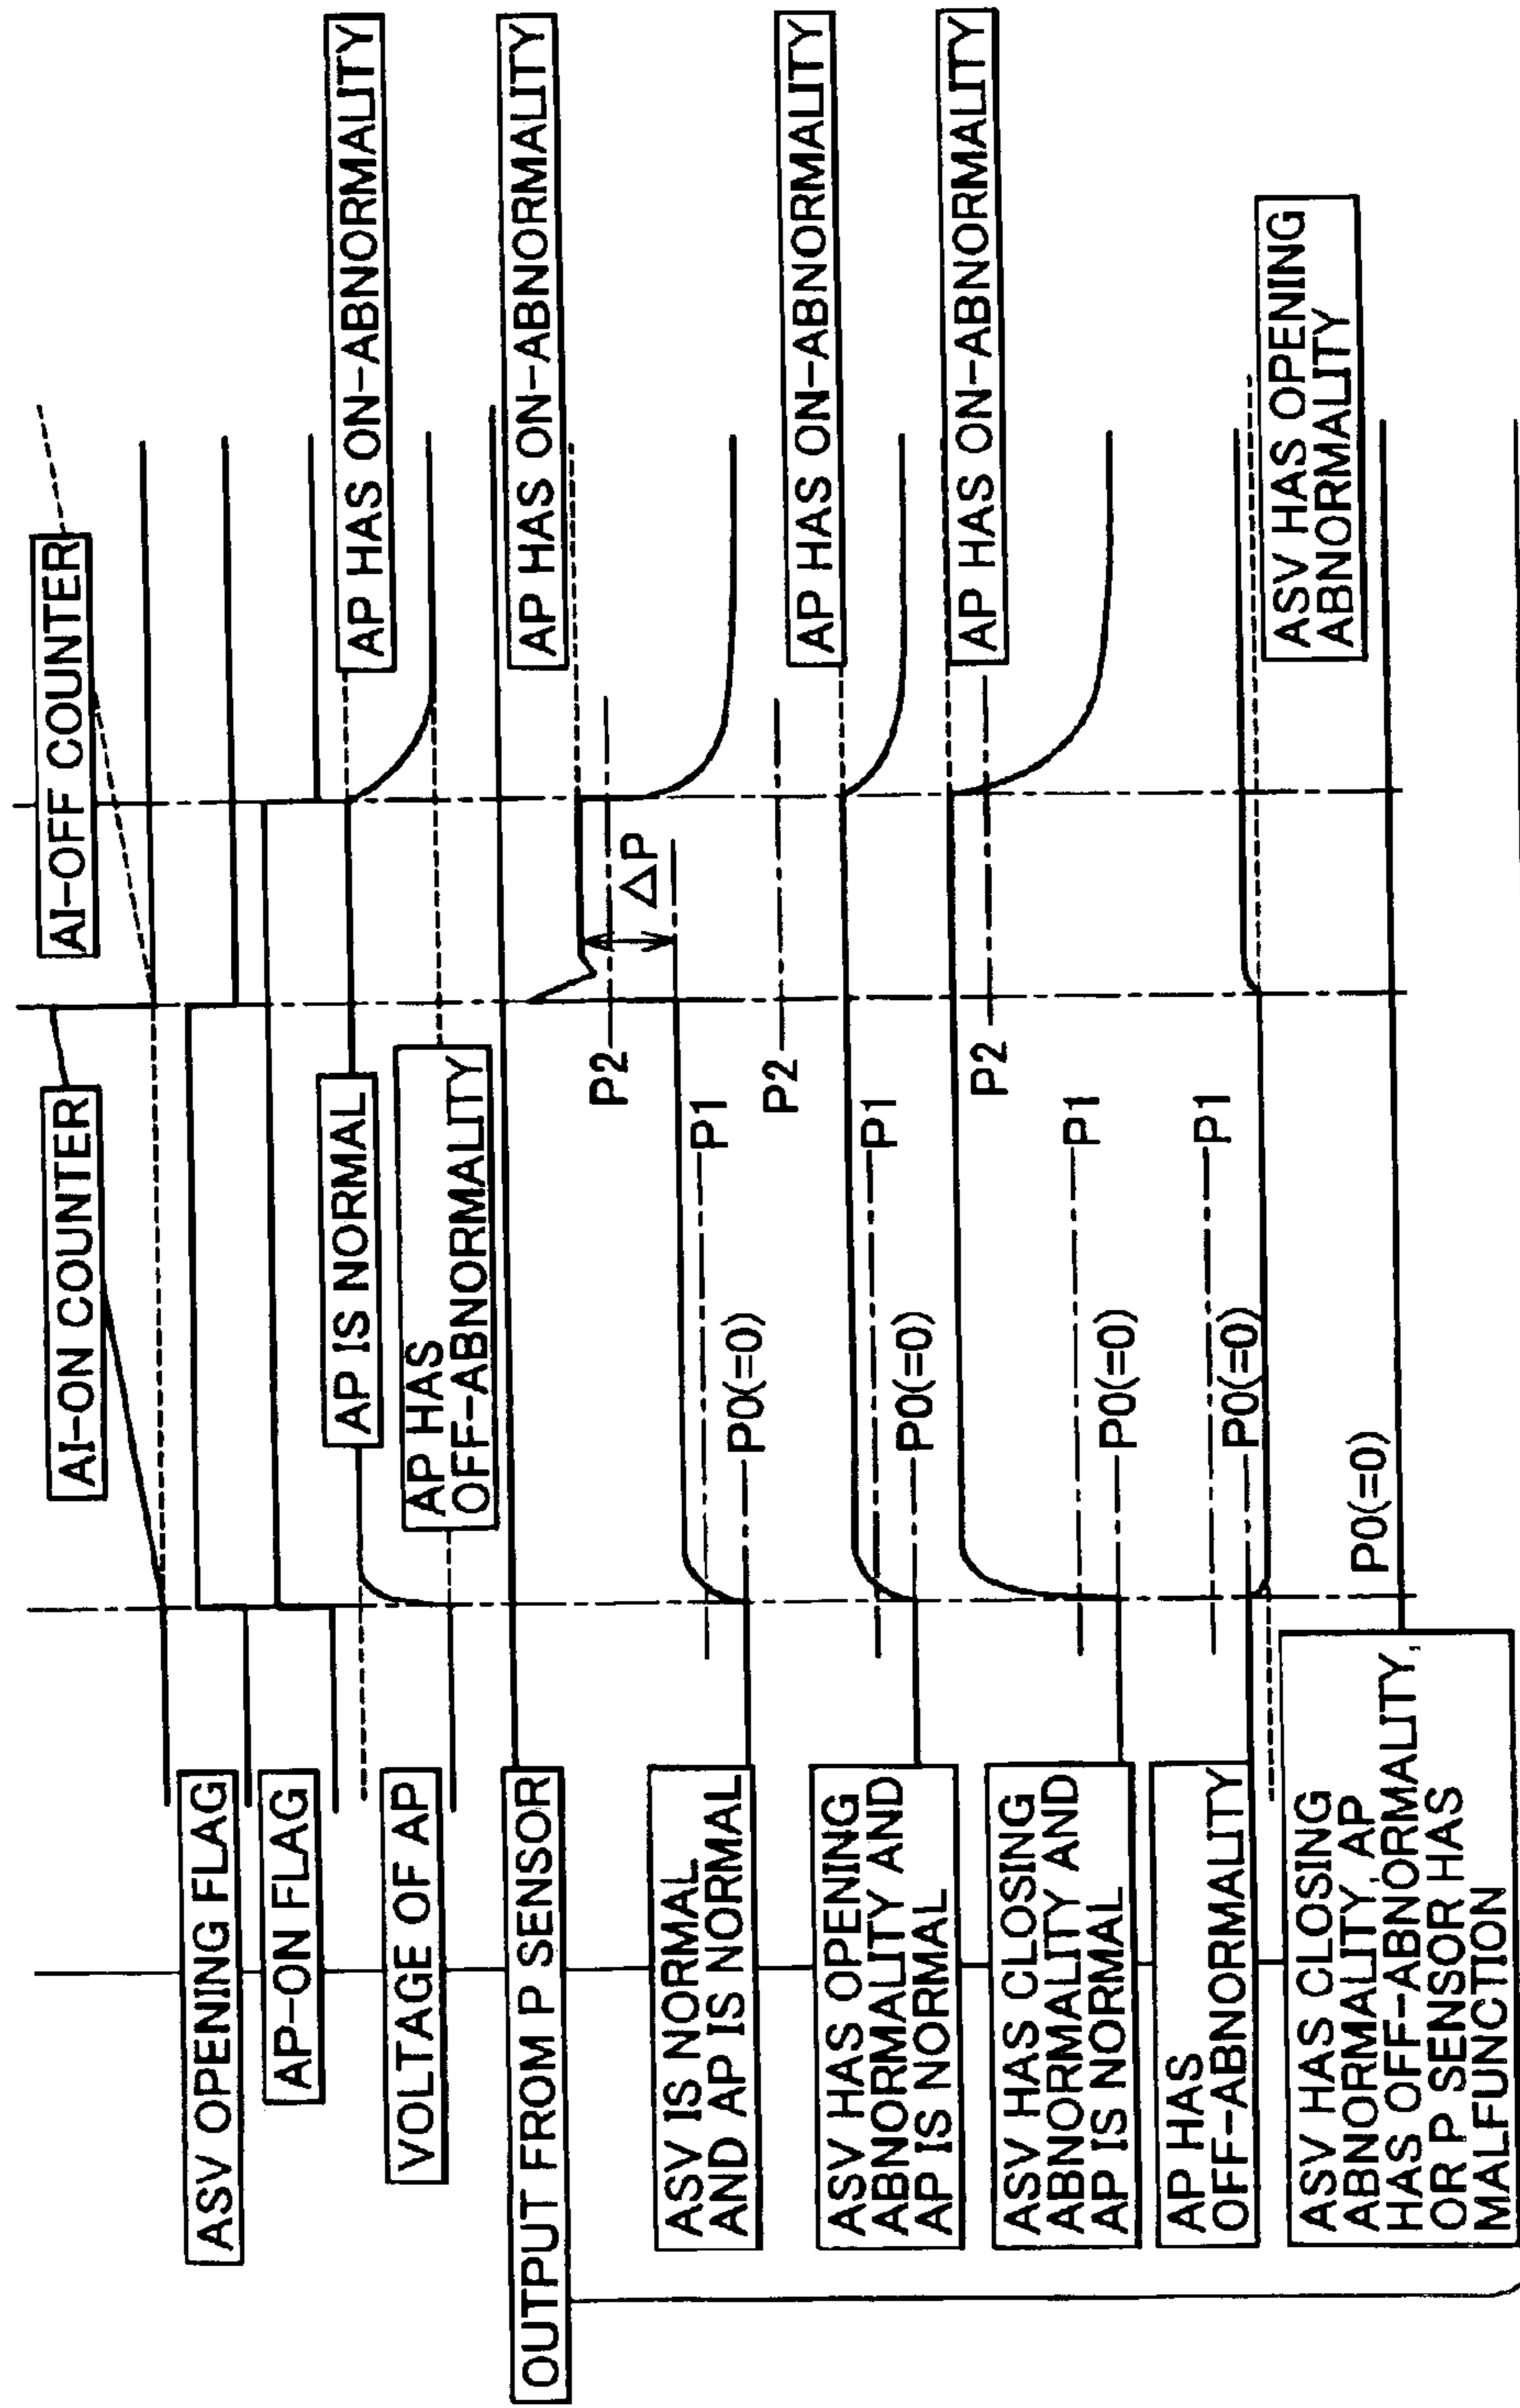 AI-ON COUNTER
AI-OFF COUNTER
ASV OPENING FLAG
AP-ON FLAG
VOLTAGE OF AP
AP IS NORMAL
AP HAS ON-ABNORMALITY
AP HAS
OFF-ABNORMALITY
OUTPUT FROM P SENSOR
AP HAS ON-ABNORMALITY
P2
ΔP
ASV IS NORMAL
AND AP IS NORMAL
P1
P0(=0)
P2
AP HAS ON-ABNORMALITY
ASV HAS OPENING
ABNORMALITY AND
AP IS NORMAL
P1
P0(=0)
AP HAS ON-ABNORMALITY
P2
ASV HAS CLOSING
ABNORMALITY AND
AP IS NORMAL
P1
P0(=0)
AP HAS
OFF-ABNORMALITY
P1
P0(=0)
ASV HAS OPENING
ABNORMALITY
ASV HAS CLOSING
ABNORMALITY, AP
HAS OFF-ABNORMALITY,
OR P SENSOR HAS
MALFUNCTION
P0(=0)